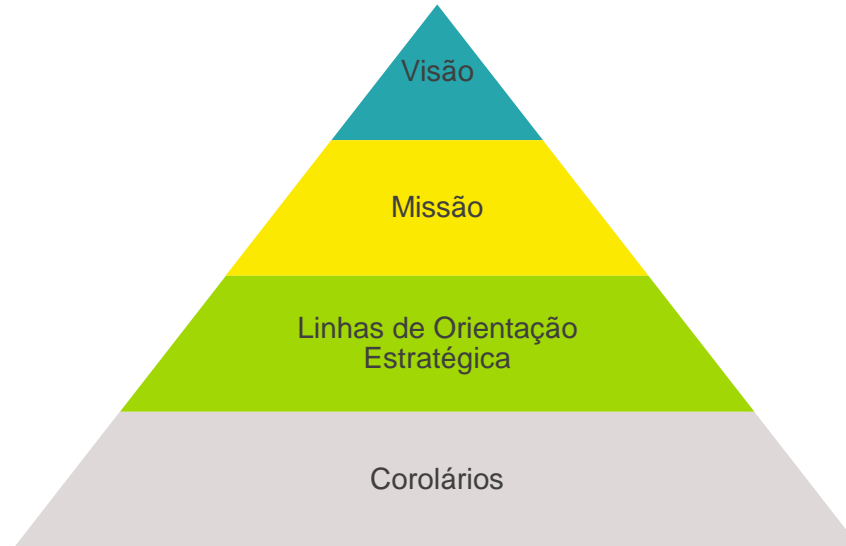 Visão
Missão
Linhas de Orientação
Estratégica
Corolários